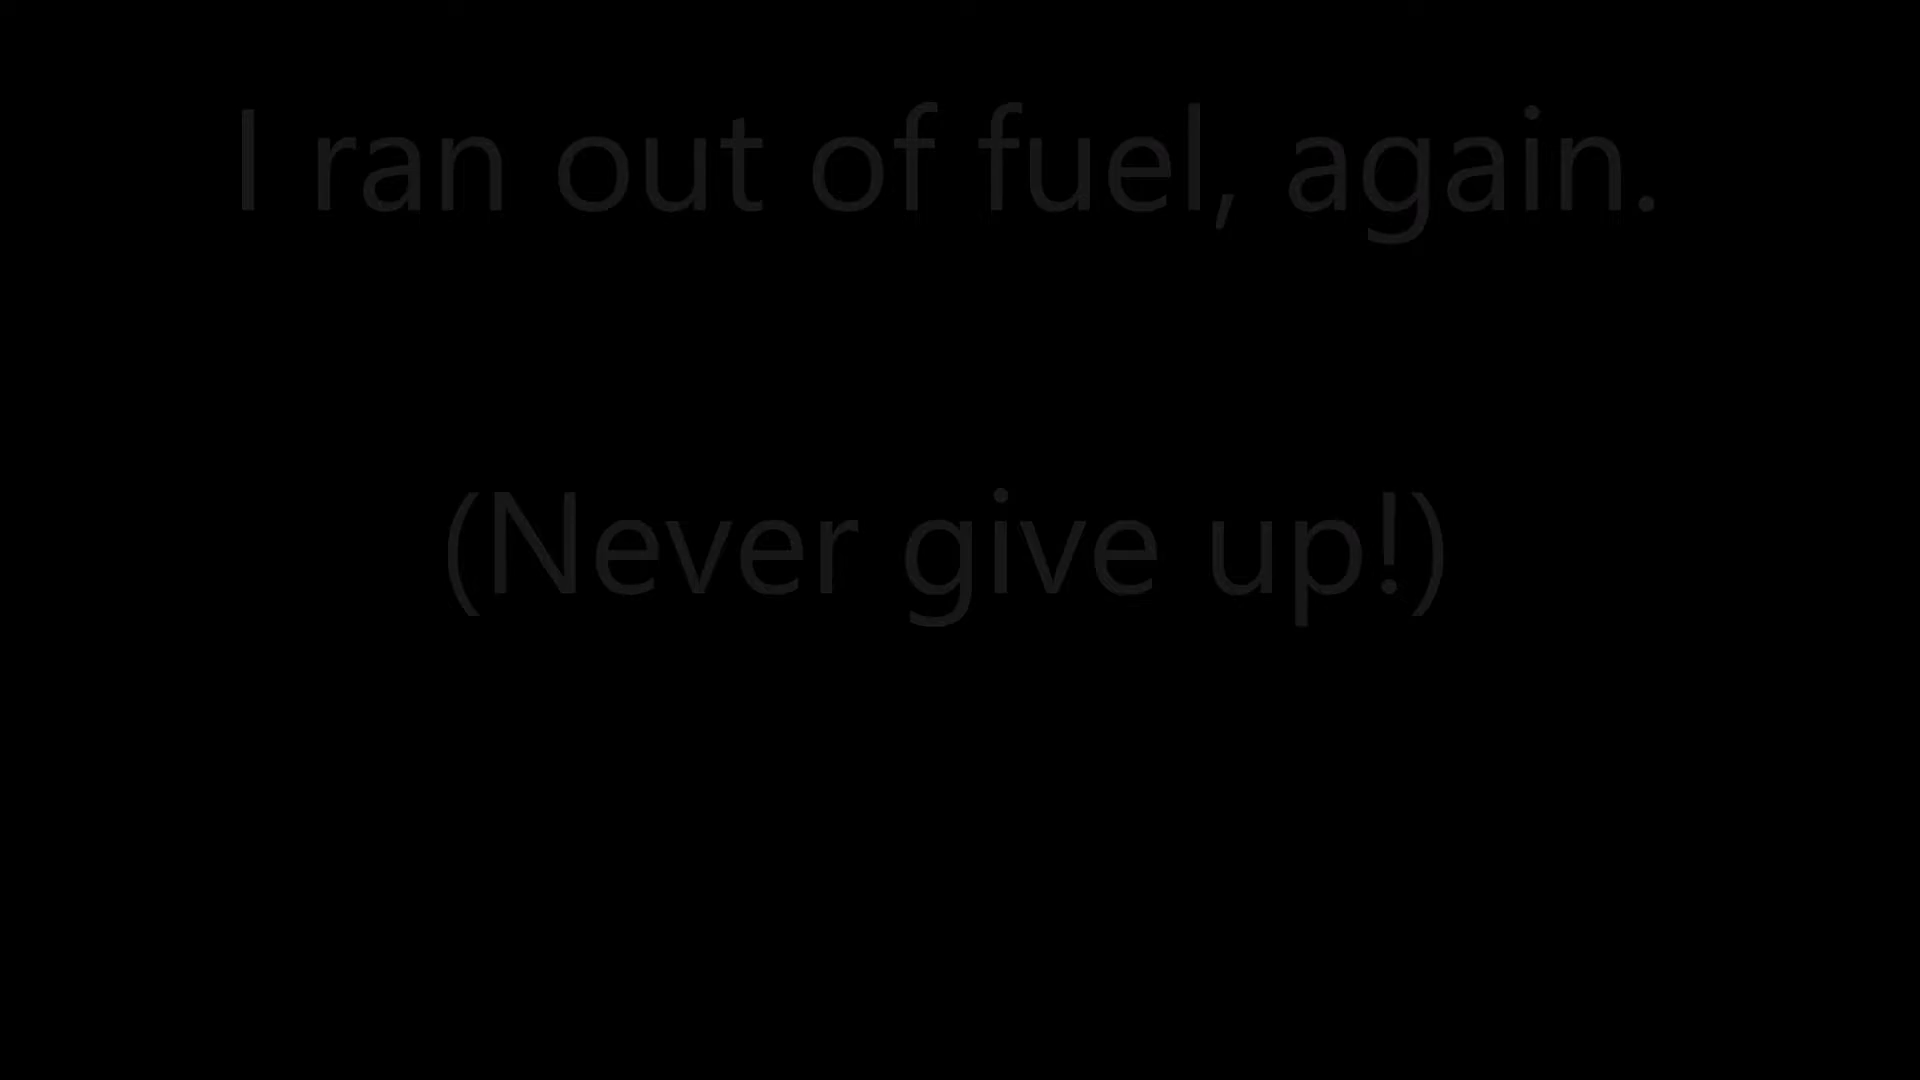 I ran out of fuel, again.
(Never give up!)